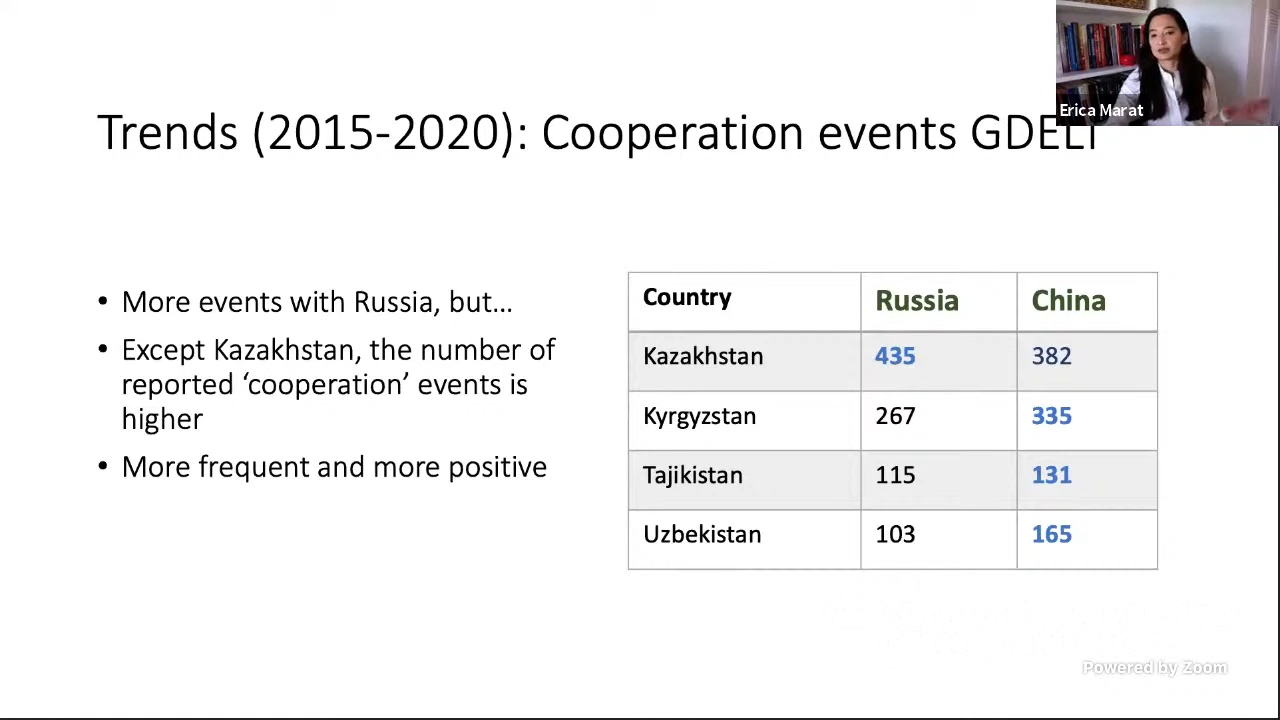 Erica Marat
Trends (2015-2020): Cooperation events GDELT
• More events with Russia, but...
• Except Kazakhstan, the number of
reported ‘cooperation’ events is
higher
• More frequent and more positive
Country Russia China
Kazakhstan 435 382
Kyrgyzstan 267 335
Tajikistan 115 131
Uzbekistan 103 165
Powered by Zoom